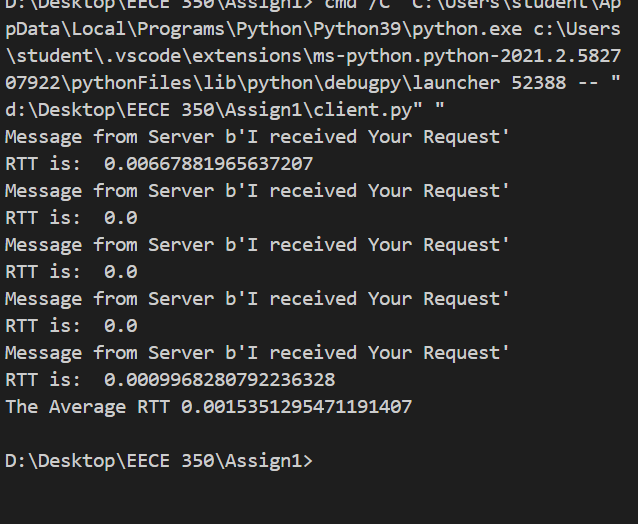 D:\Desktop\EECE 350\Assign1> cmd /C "C:\Users\student\Ap
pData\Local\Programs\Python\Python39\python.exe c:\Users
\student\.vscode\extensions\ms-python.python-2021.2.5827
07922\pythonFiles\lib\python\debugpy\launcher 52388 -- "
d:\Desktop\EECE 350\Assign1\client.py" "
Message from Server b'I received Your Request'
RTT is:  0.00667881965637207
Message from Server b'I received Your Request'
RTT is:  0.0
Message from Server b'I received Your Request'
RTT is:  0.0
Message from Server b'I received Your Request'
RTT is:  0.0
Message from Server b'I received Your Request'
RTT is:  0.0009968280792236328
The Average RTT 0.0015351295471191407
D:\Desktop\EECE 350\Assign1>